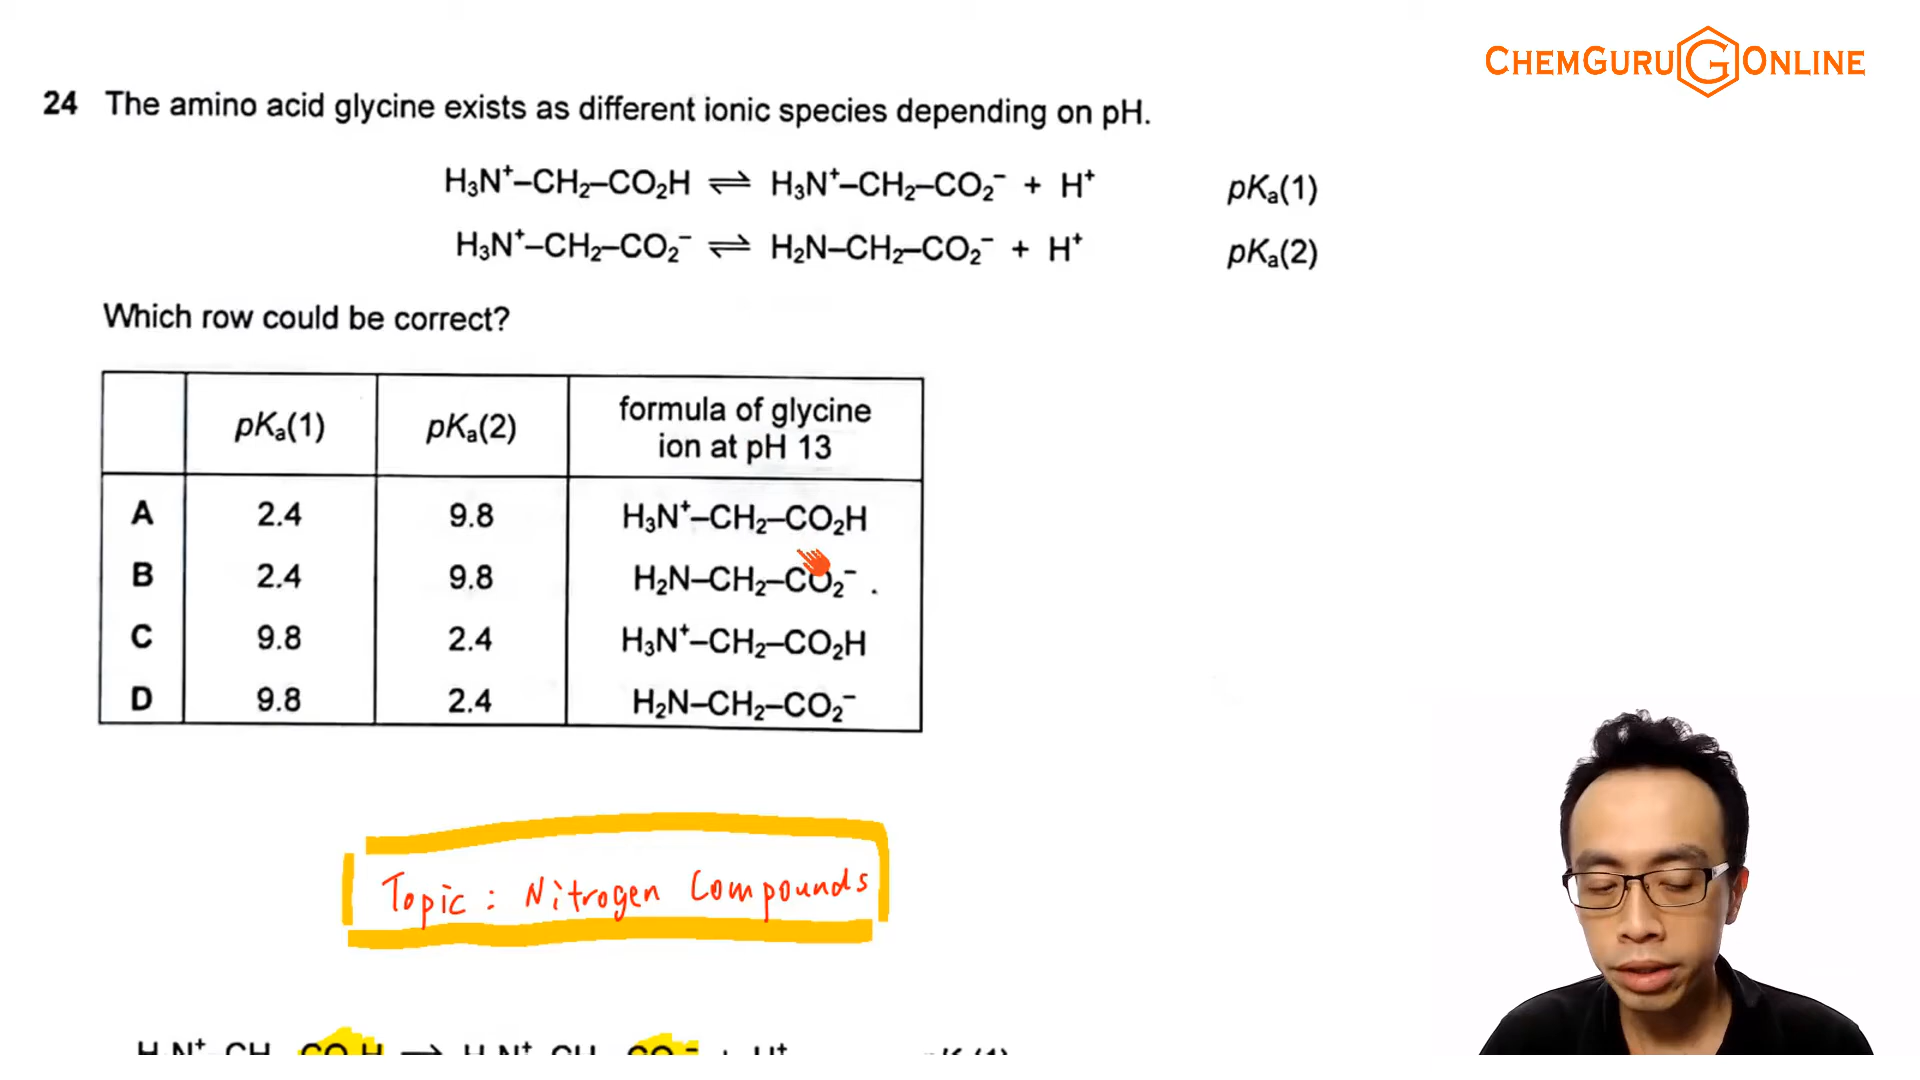 CHEMGURU G ONLINE
24 The amino acid glycine exists as different ionic species depending on pH.
H₃N⁺–CH₂–CO₂H ⇌ H₃N⁺–CH₂–CO₂⁻ + H⁺ pKₐ(1)
H₃N⁺–CH₂–CO₂⁻ ⇌ H₂N–CH₂–CO₂⁻ + H⁺ pKₐ(2)
Which row could be correct?
pKₐ(1) pKₐ(2) formula of glycine
ion at pH 13
A 2.4 9.8 H₃N⁺–CH₂–CO₂H
B 2.4 9.8 H₂N–CH₂–CO₂⁻ .
C 9.8 2.4 H₃N⁺–CH₂–CO₂H
D 9.8 2.4 H₂N–CH₂–CO₂⁻
Topic : Nitrogen Compounds